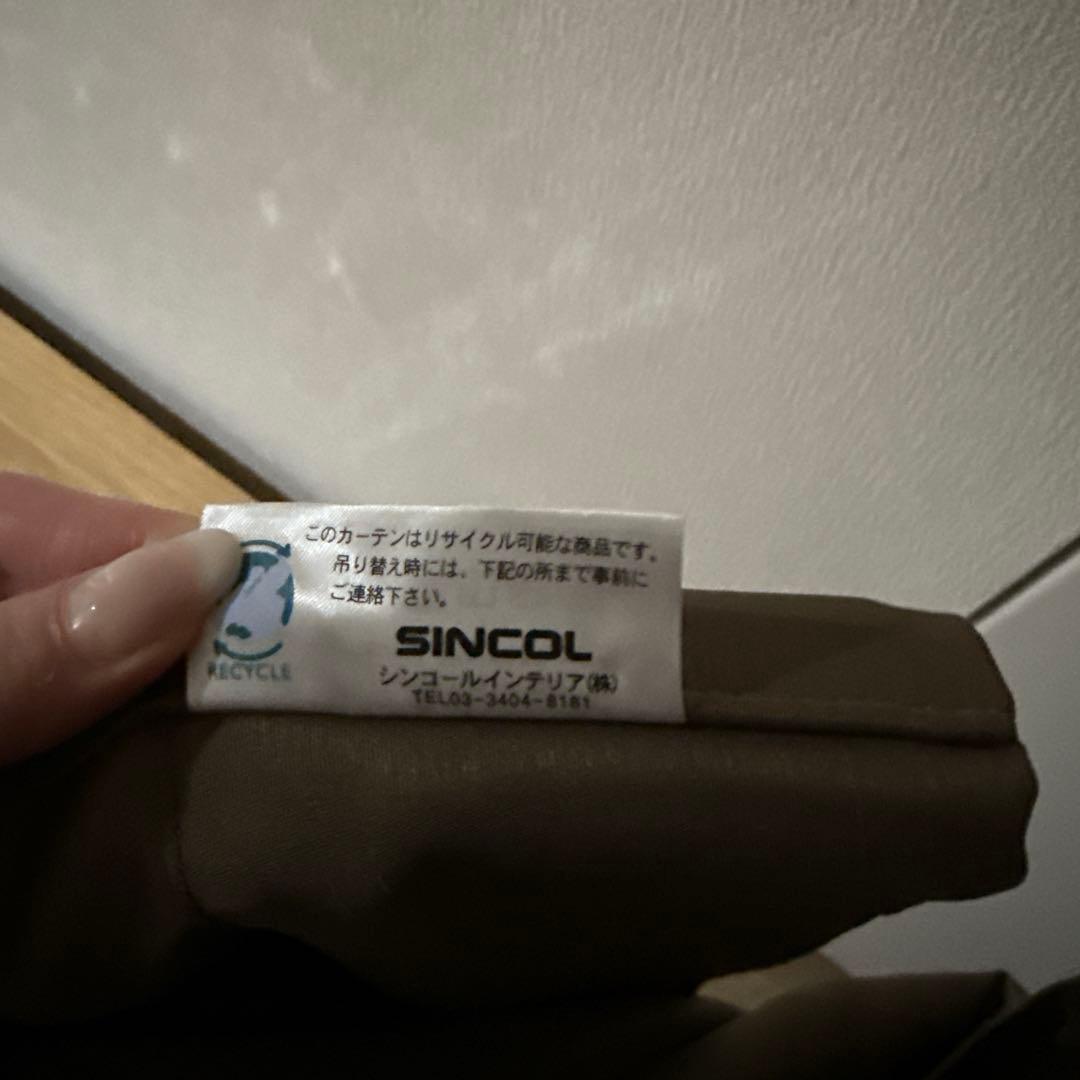 このカーテンはリサイクル可能な商品です。
吊り替え時には、下記の所まで事前に
ご連絡下さい。
RECYCLE
SINCOL
シンコールインテリア(株)
TEL03-3404-8181